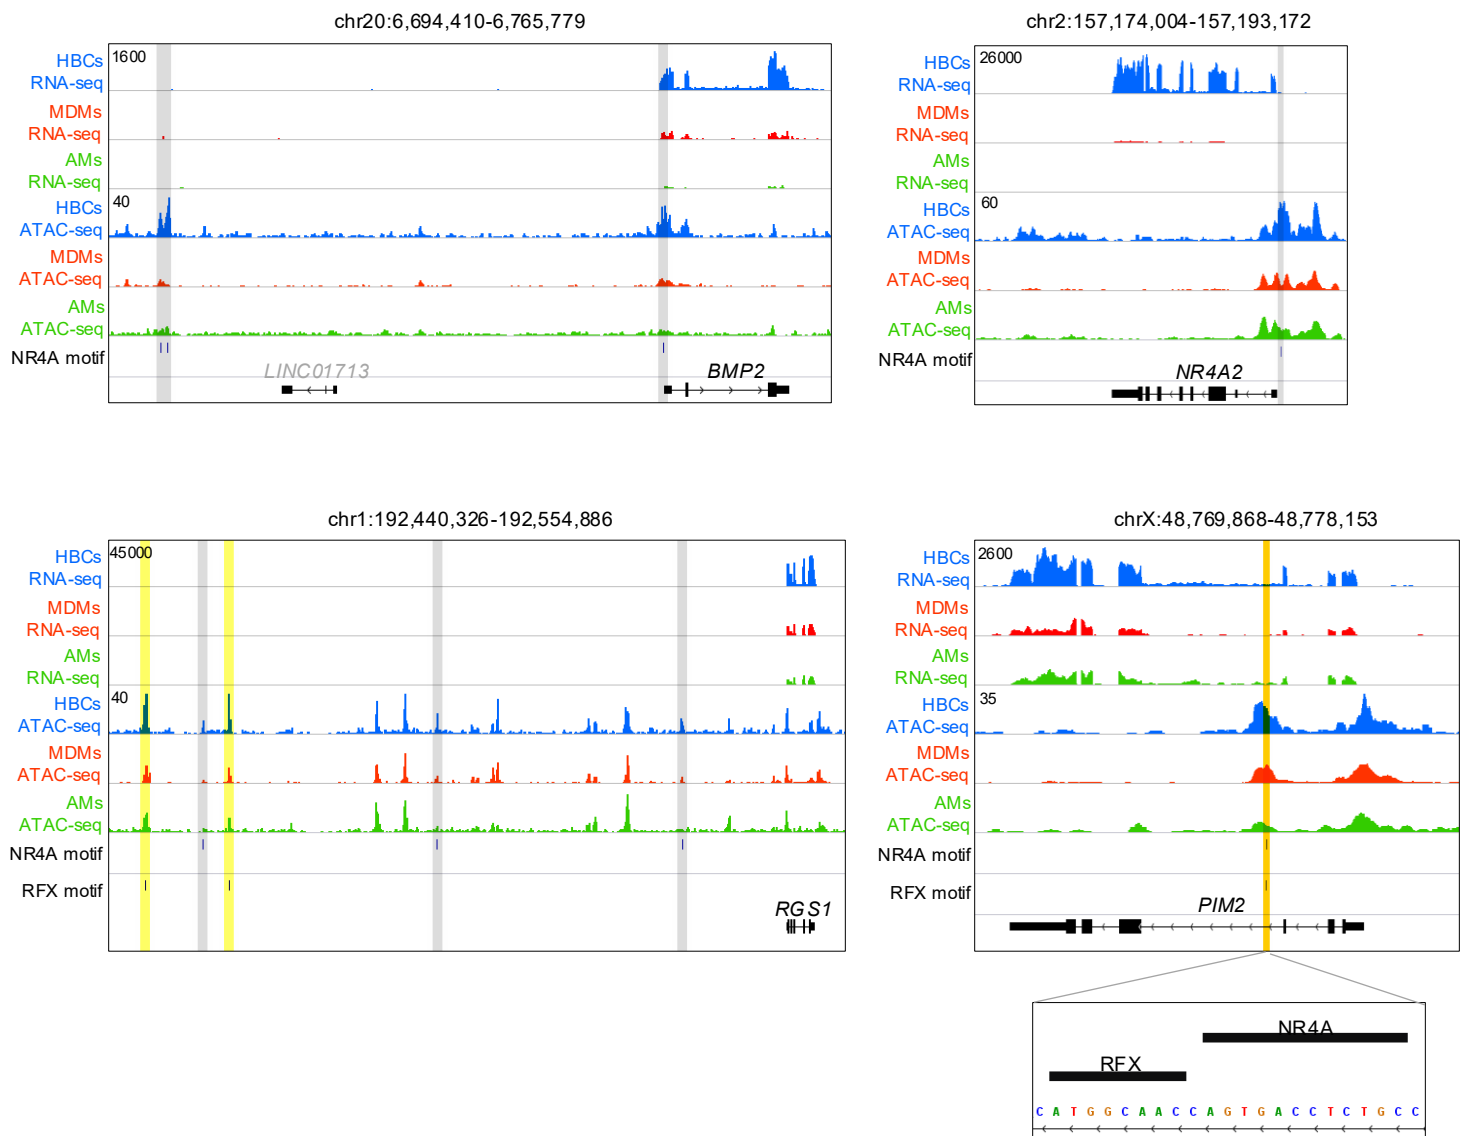 chr20:6,694,410-6,765,779
HBCs
RNA-seq
1600
MDMs
RNA-seq
AMs
RNA-seq
HBCs
ATAC-seq
40
MDMs
ATAC-seq
AMs
ATAC-seq
NR4A motif
LINC01713
BMP2
chr2:157,174,004-157,193,172
HBCs
RNA-seq
26000
MDMs
RNA-seq
AMs
RNA-seq
HBCs
ATAC-seq
60
MDMs
ATAC-seq
AMs
ATAC-seq
NR4A motif
NR4A2
chr1:192,440,326-192,554,886
HBCs
RNA-seq
45000
MDMs
RNA-seq
AMs
RNA-seq
HBCs
ATAC-seq
40
MDMs
ATAC-seq
AMs
ATAC-seq
NR4A motif
RFX motif
RGS1
chrX:48,769,868-48,778,153
HBCs
RNA-seq
2600
MDMs
RNA-seq
AMs
RNA-seq
HBCs
ATAC-seq
35
MDMs
ATAC-seq
AMs
ATAC-seq
NR4A motif
RFX motif
PIM2
NR4A
RFX
C A T G G C A A C C A G T G A C C T C T G C C